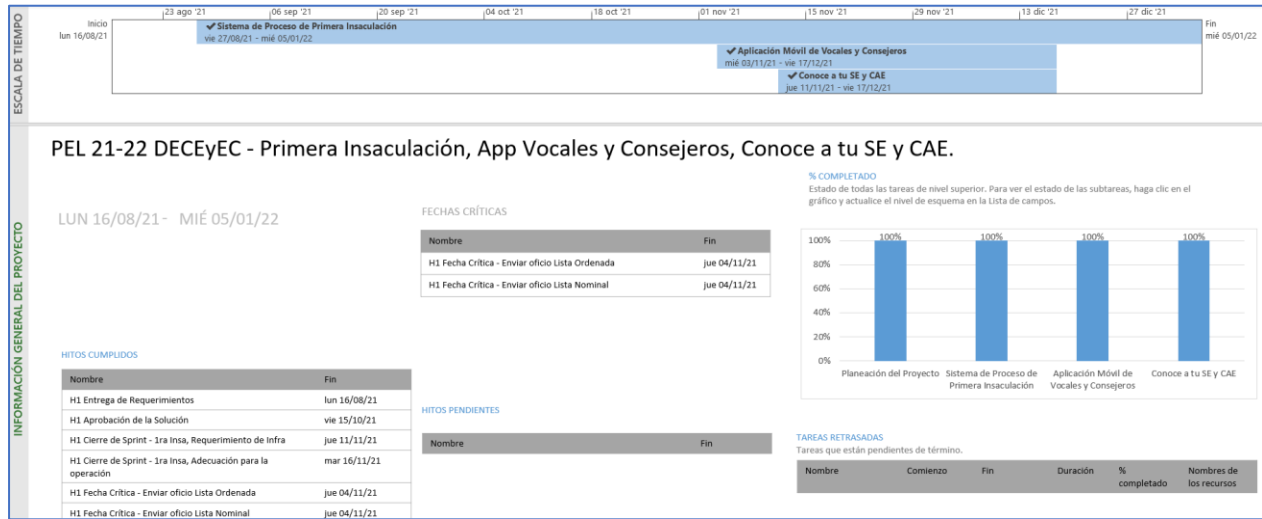 ESCALA DE TIEMPO
23 ago '21
06 sep '21
20 sep '21
04 oct '21
18 oct '21
01 nov '21
15 nov '21
29 nov '21
13 dic '21
27 dic '21
Inicio
lun 16/08/21
✔Sistema de Proceso de Primera Insaculación
vie 27/08/21 - mié 05/01/22
Fin
mié 05/01/22
✔Aplicación Móvil de Vocales y Consejeros
mié 03/11/21 - vie 17/12/21
✔Conoce a tu SE y CAE
jue 11/11/21 - vie 17/12/21
INFORMACIÓN GENERAL DEL PROYECTO
PEL 21-22 DECEyEC - Primera Insaculación, App Vocales y Consejeros, Conoce a tu SE y CAE.
LUN 16/08/21 - MIÉ 05/01/22
FECHAS CRÍTICAS
Nombre Fin
H1 Fecha Crítica - Enviar oficio Lista Ordenada jue 04/11/21
H1 Fecha Crítica - Enviar oficio Lista Nominal jue 04/11/21
% COMPLETADO
Estado de todas las tareas de nivel superior. Para ver el estado de las subtareas, haga clic en el
gráfico y actualice el nivel de esquema en la Lista de campos.
100% 100% 100% 100%
100%
80%
60%
40%
20%
0%
Planeación del Proyecto
Sistema de Proceso de
Primera Insaculación
Aplicación Móvil de
Vocales y Consejeros
Conoce a tu SE y CAE
HITOS CUMPLIDOS
Nombre Fin
H1 Entrega de Requerimientos lun 16/08/21
H1 Aprobación de la Solución vie 15/10/21
H1 Cierre de Sprint - 1ra Insa, Requerimiento de Infra jue 11/11/21
H1 Cierre de Sprint - 1ra Insa, Adecuación para la mar 16/11/21
operación
H1 Fecha Crítica - Enviar oficio Lista Ordenada jue 04/11/21
H1 Fecha Crítica - Enviar oficio Lista Nominal jue 04/11/21
HITOS PENDIENTES
Nombre Fin
TAREAS RETRASADAS
Tareas que están pendientes de término.
Nombre Comienzo Fin Duración % Nombres de
completado los recursos